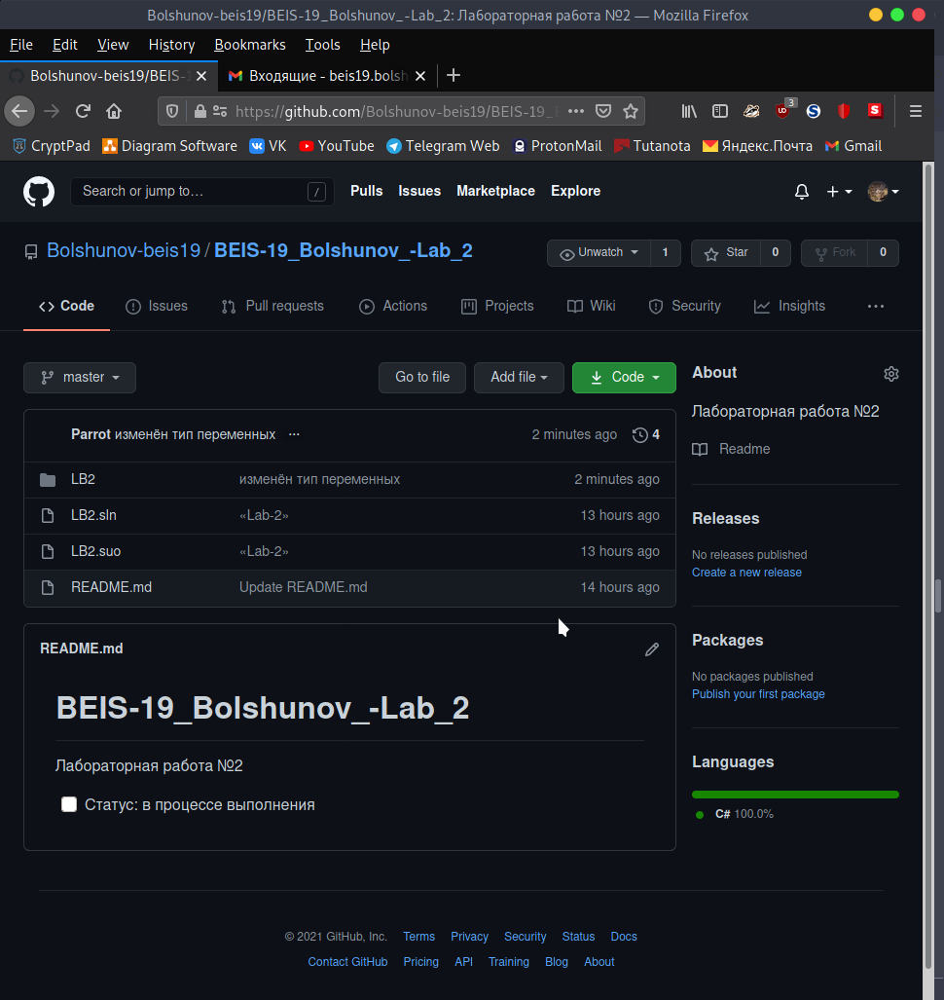 Bolshunov-beis19/BEIS-19_Bolshunov_-Lab_2: Лабораторная работа №2 — Mozilla Firefox
File Edit View History Bookmarks Tools Help
Bolshunov-beis19/BEIS-1 Входящие - beis19.bolsh
https://github.com/Bolshunov-beis19/BEIS-19_ 3
CryptPad Diagram Software VK YouTube Telegram Web ProtonMail Tutanota Яндекс.Почта Gmail
Search or jump to… / Pulls Issues Marketplace Explore
Bolshunov-beis19 / BEIS-19_Bolshunov_-Lab_2 Unwatch 1 Star 0 Fork 0
Code Issues Pull requests Actions Projects Wiki Security Insights ···
master Go to file Add file Code
About
Лабораторная работа №2
Readme
Parrot изменён тип переменных ··· 2 minutes ago 4
LB2 изменён тип переменных 2 minutes ago
LB2.sln «Lab-2» 13 hours ago
LB2.suo «Lab-2» 13 hours ago
README.md Update README.md 14 hours ago
Releases
No releases published
Create a new release
README.md
BEIS-19_Bolshunov_-Lab_2
Лабораторная работа №2
Статус: в процессе выполнения
Packages
No packages published
Publish your first package
Languages
C# 100.0%
© 2021 GitHub, Inc. Terms Privacy Security Status Docs
Contact GitHub Pricing API Training Blog About